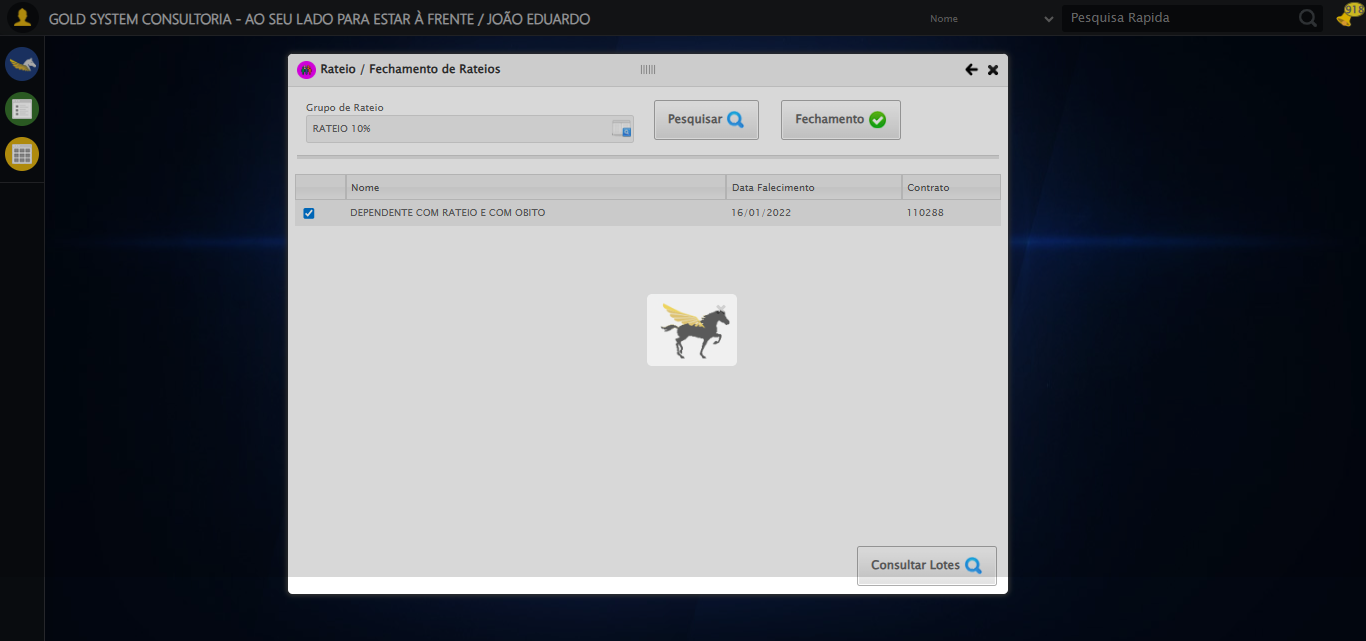 GOLD SYSTEM CONSULTORIA - AO SEU LADO PARA ESTAR À FRENTE / JOÃO EDUARDO
Nome
Pesquisa Rapida
918
Rateio / Fechamento de Rateios
Grupo de Rateio
RATEIO 10%
Pesquisar
Fechamento
Nome Data Falecimento Contrato
DEPENDENTE COM RATEIO E COM OBITO 16/01/2022 110288
Consultar Lotes